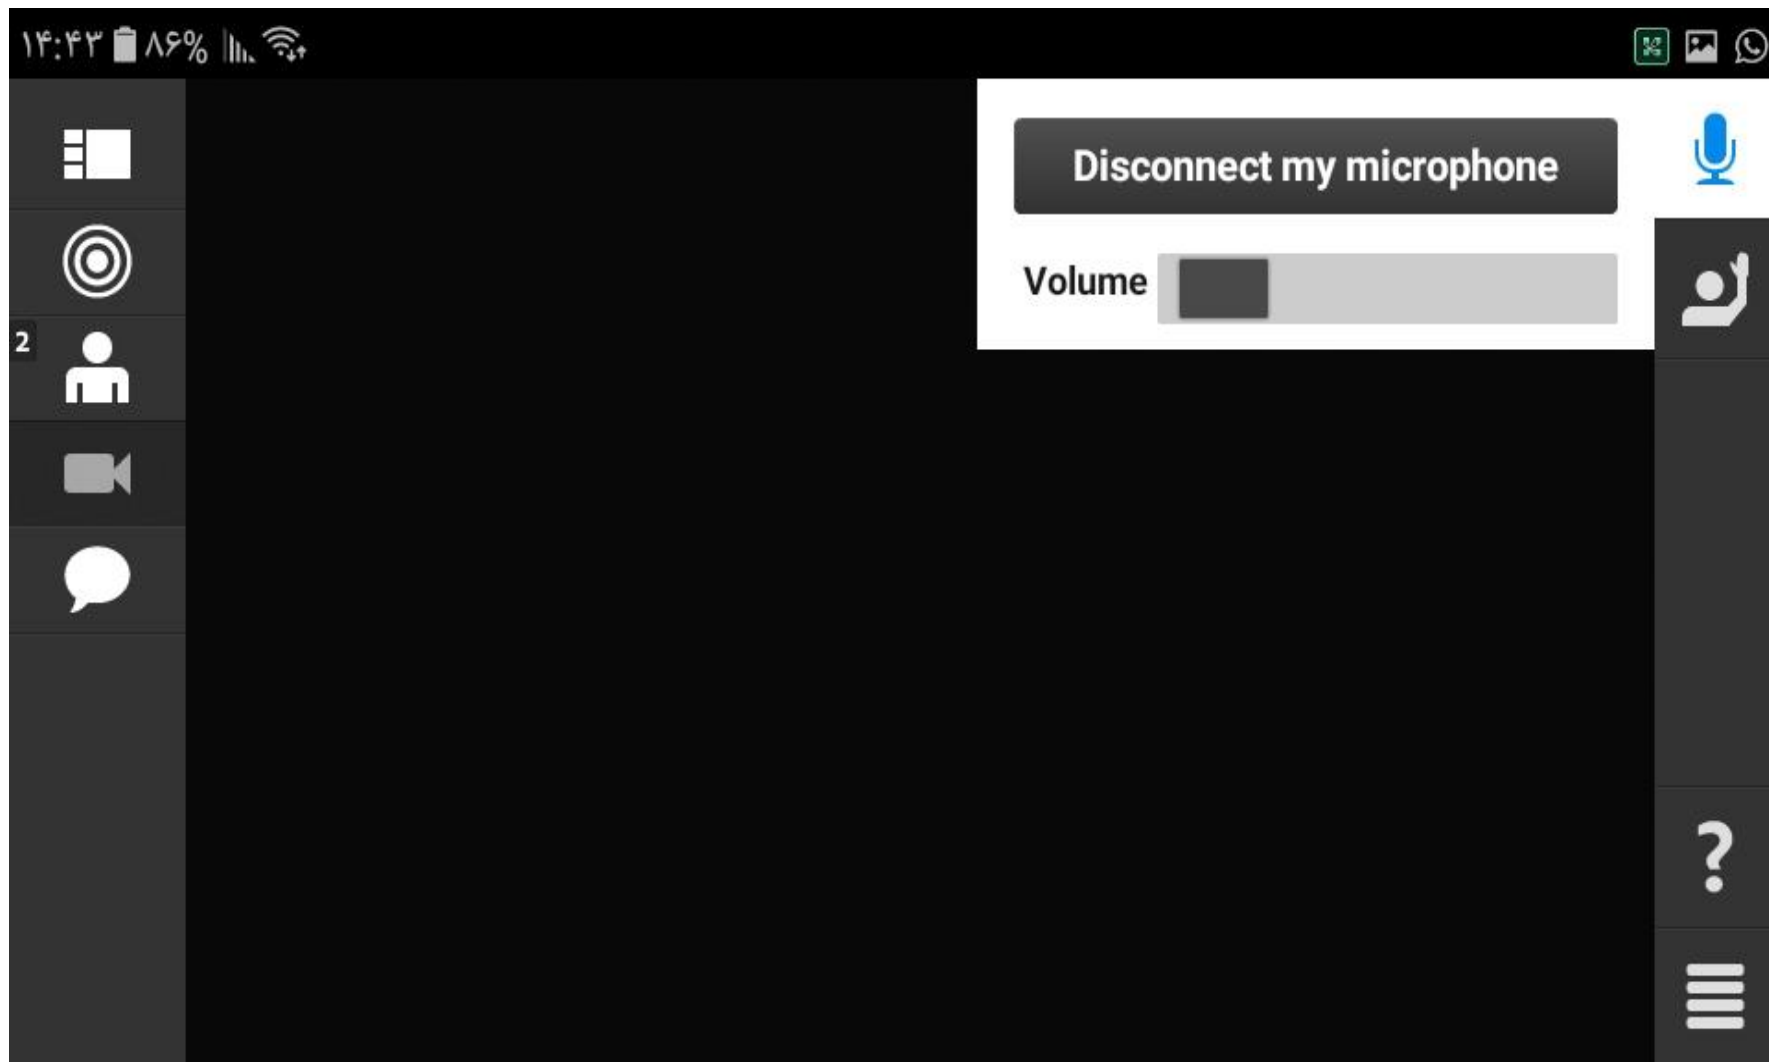 ۱۴:۴۳ ۸۶%
Disconnect my microphone
Volume
2
?